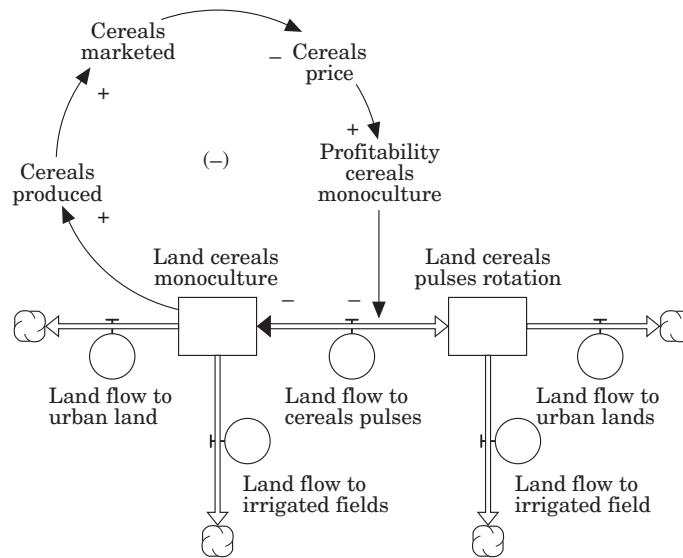 Cereals
marketed
–
Cereals
price
+
+
Cereals
produced
(–)
Profitability
cereals
monoculture
+
Land cereals
monoculture
Land cereals
pulses rotation
–
–
Land flow to
urban land
Land flow to
cereals pulses
Land flow to
urban lands
Land flow to
irrigated fields
Land flow to
irrigated field